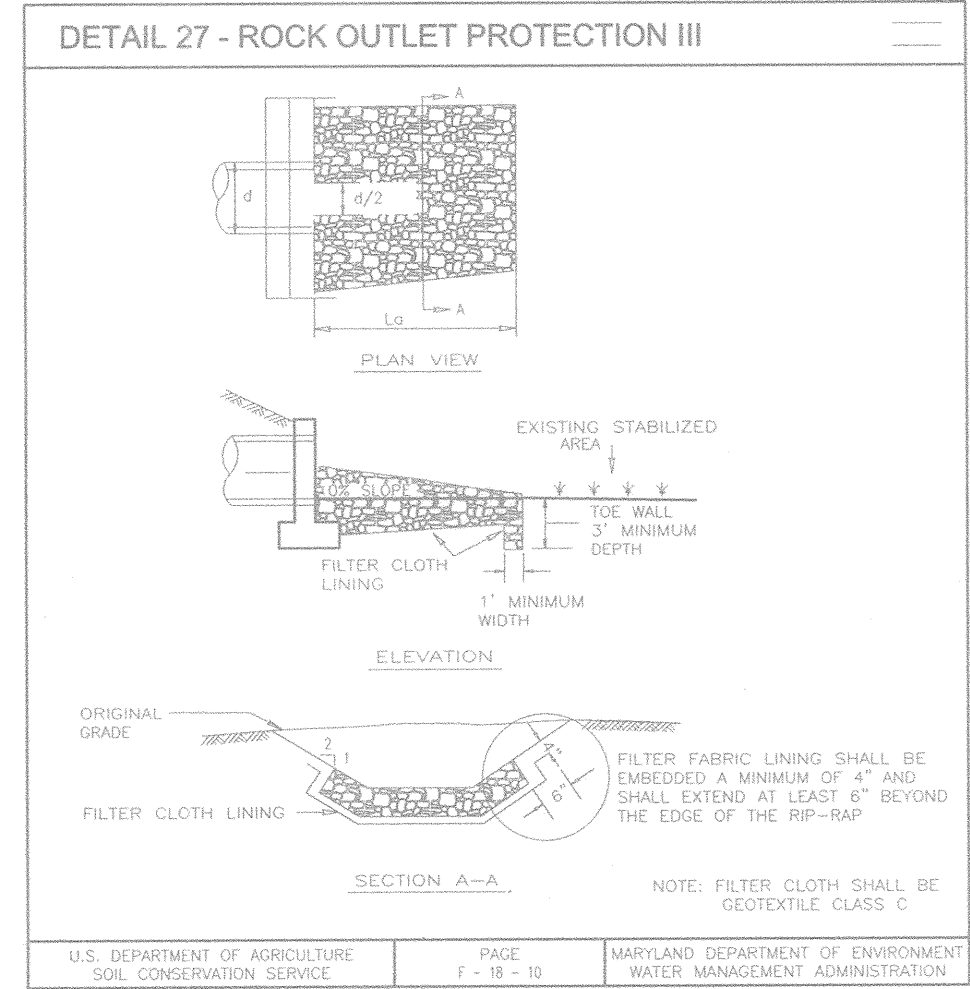 DETAIL 27 - ROCK OUTLET PROTECTION III
A
d
d/2
A
La
PLAN VIEW
EXISTING STABILIZED
AREA
0% SLOPE
TOE WALL
3' MINIMUM
DEPTH
FILTER CLOTH
LINING
1' MINIMUM
WIDTH
ELEVATION
ORIGINAL
GRADE
2
1
4"
6"
FILTER CLOTH LINING
FILTER FABRIC LINING SHALL BE
EMBEDDED A MINIMUM OF 4" AND
SHALL EXTEND AT LEAST 6" BEYOND
THE EDGE OF THE RIP-RAP
SECTION A-A
NOTE: FILTER CLOTH SHALL BE
GEOTEXTILE CLASS C
U.S. DEPARTMENT OF AGRICULTURE
SOIL CONSERVATION SERVICE
PAGE
F - 18 - 10
MARYLAND DEPARTMENT OF ENVIRONMENT
WATER MANAGEMENT ADMINISTRATION